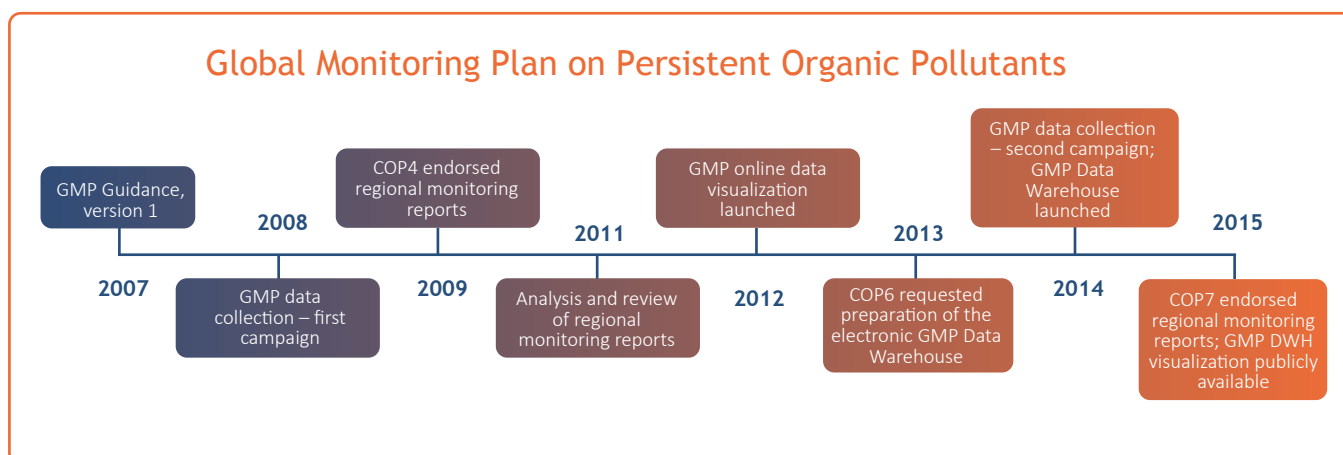 Global Monitoring Plan on Persistent Organic Pollutants
GMP Guidance,
version 1
2007
2008
GMP data
collection – first
campaign
COP4 endorsed
regional monitoring
reports
2009
2011
Analysis and review
of regional
monitoring reports
GMP online data
visualization
launched
2012
2013
COP6 requested
preparation of the
electronic GMP Data
Warehouse
GMP data collection
– second campaign;
GMP Data
Warehouse
launched
2014
2015
COP7 endorsed
regional monitoring
reports; GMP DWH
visualization publicly
available